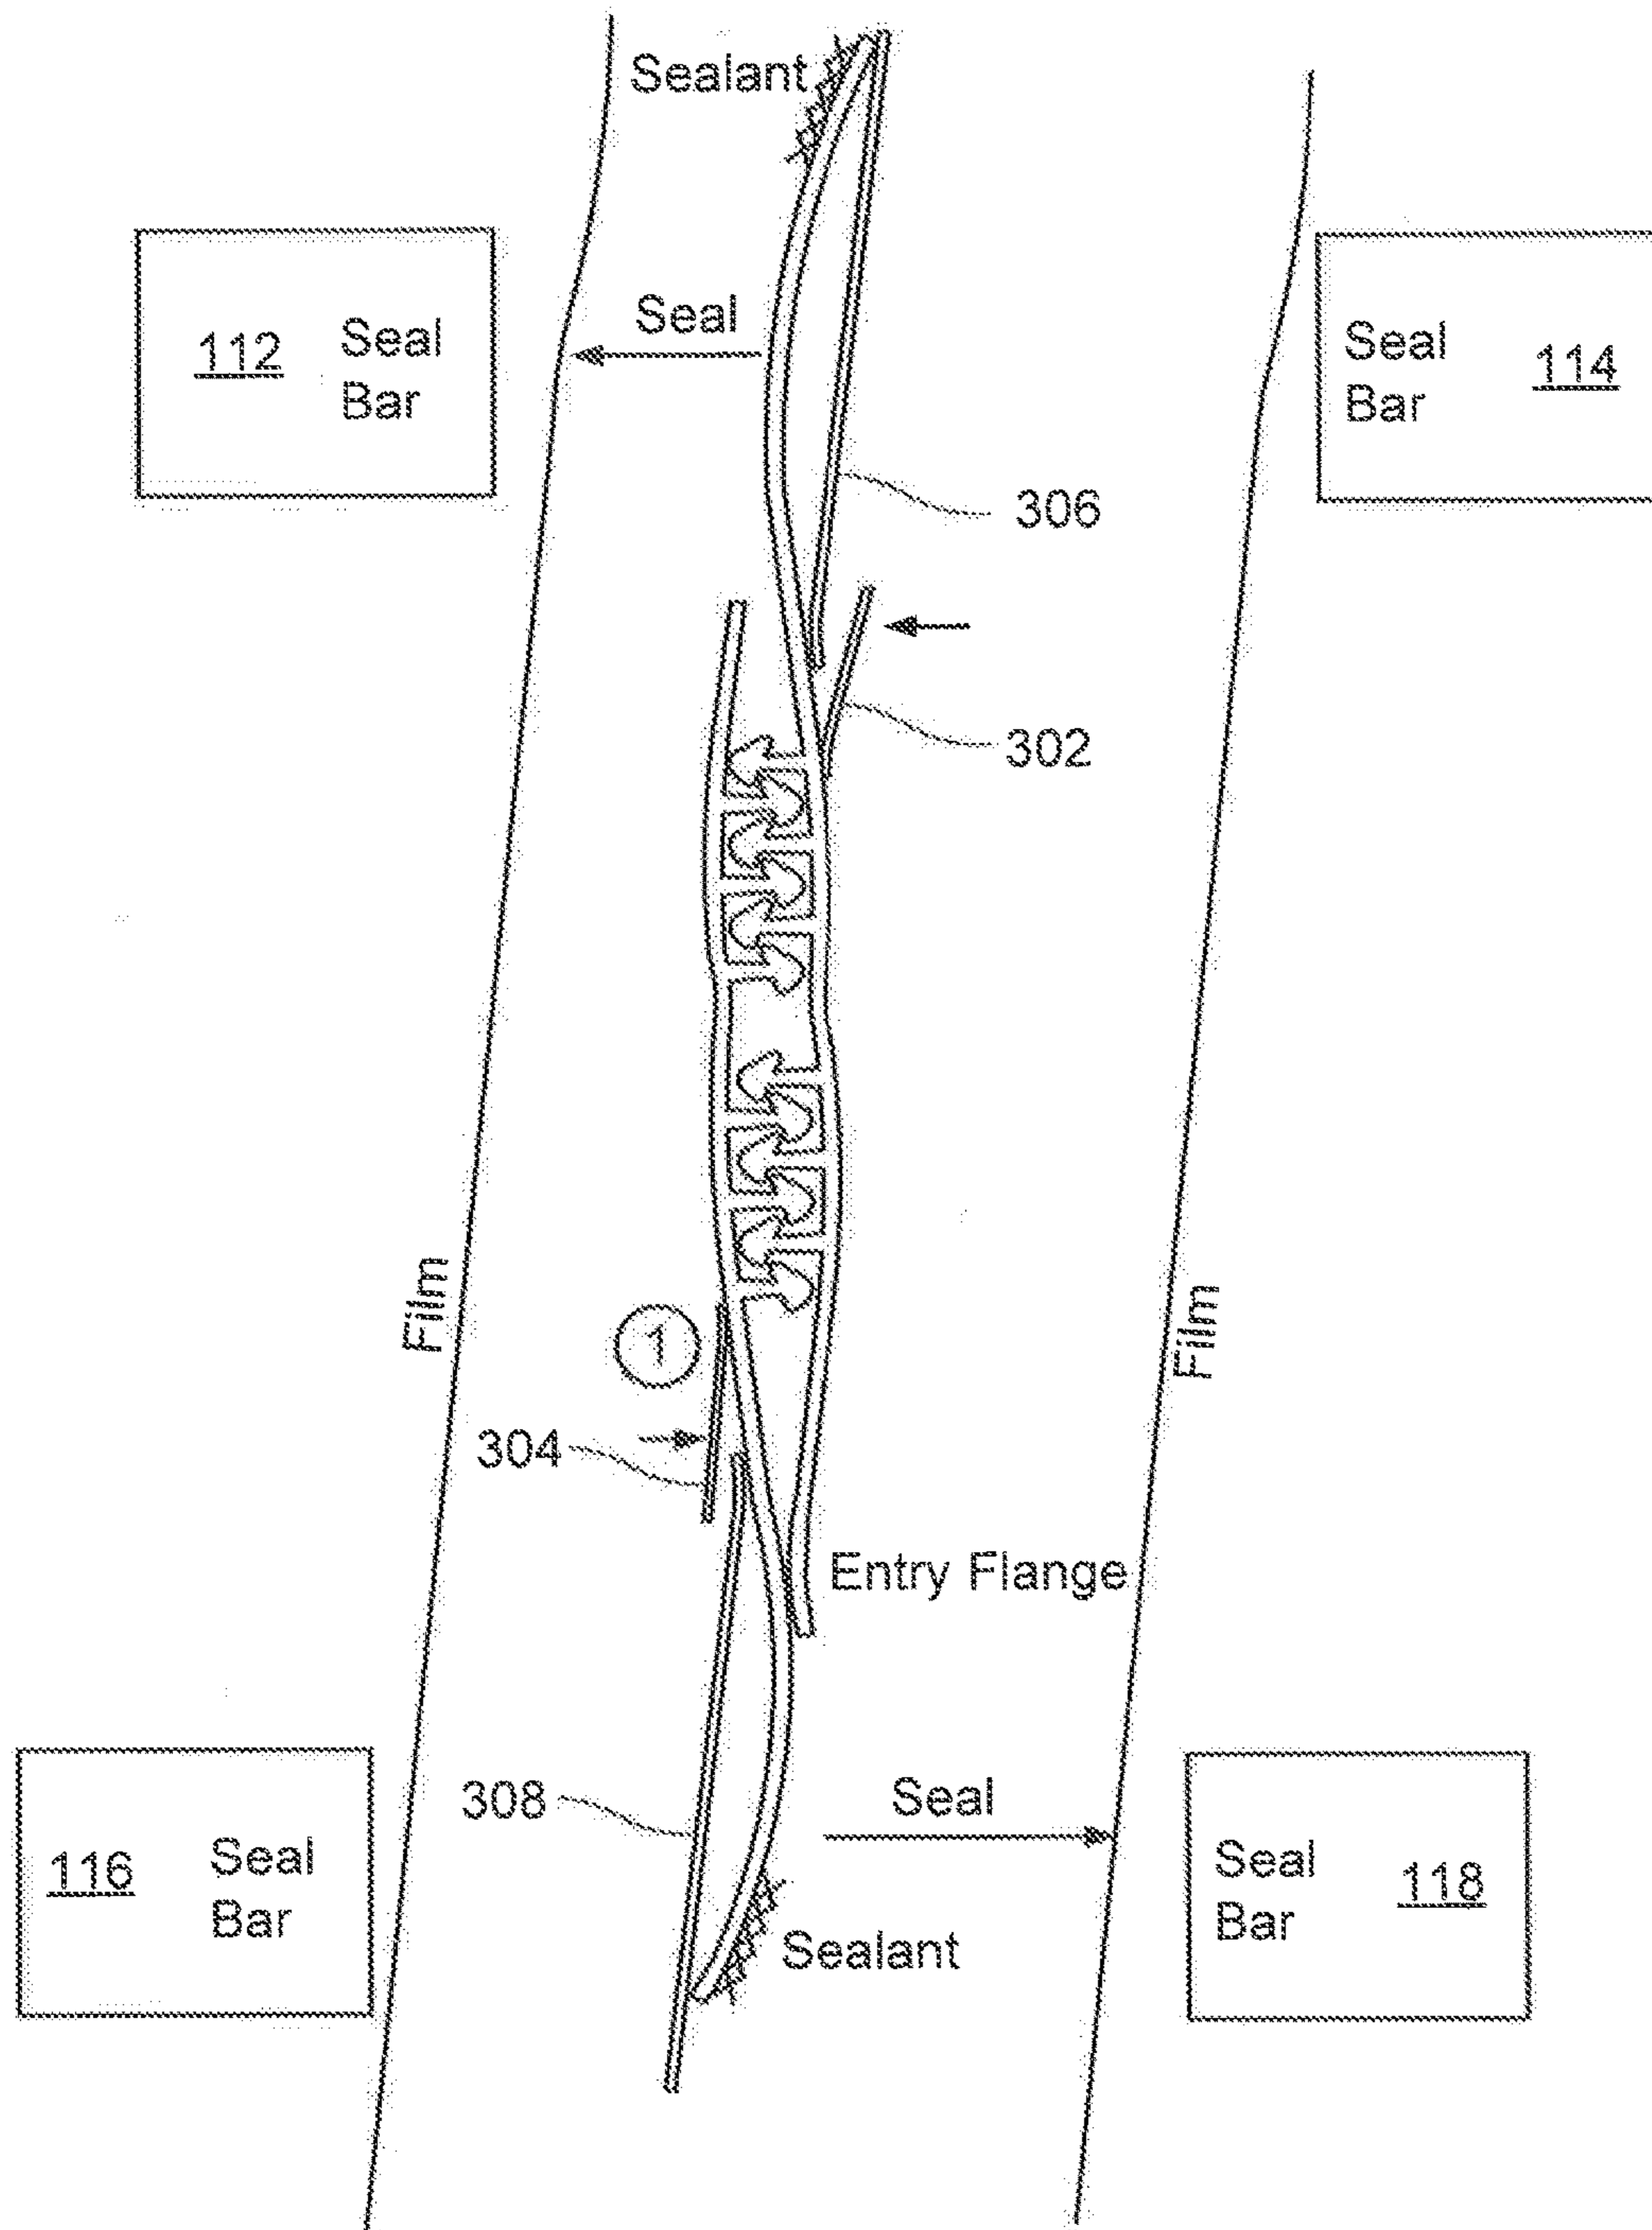 Sealant
Seal
112 Seal
Bar
Seal
Bar 114
306
302
Film
Film
1
304
Entry Flange
308
Seal
116 Seal
Bar
Seal
Bar 118
Sealant